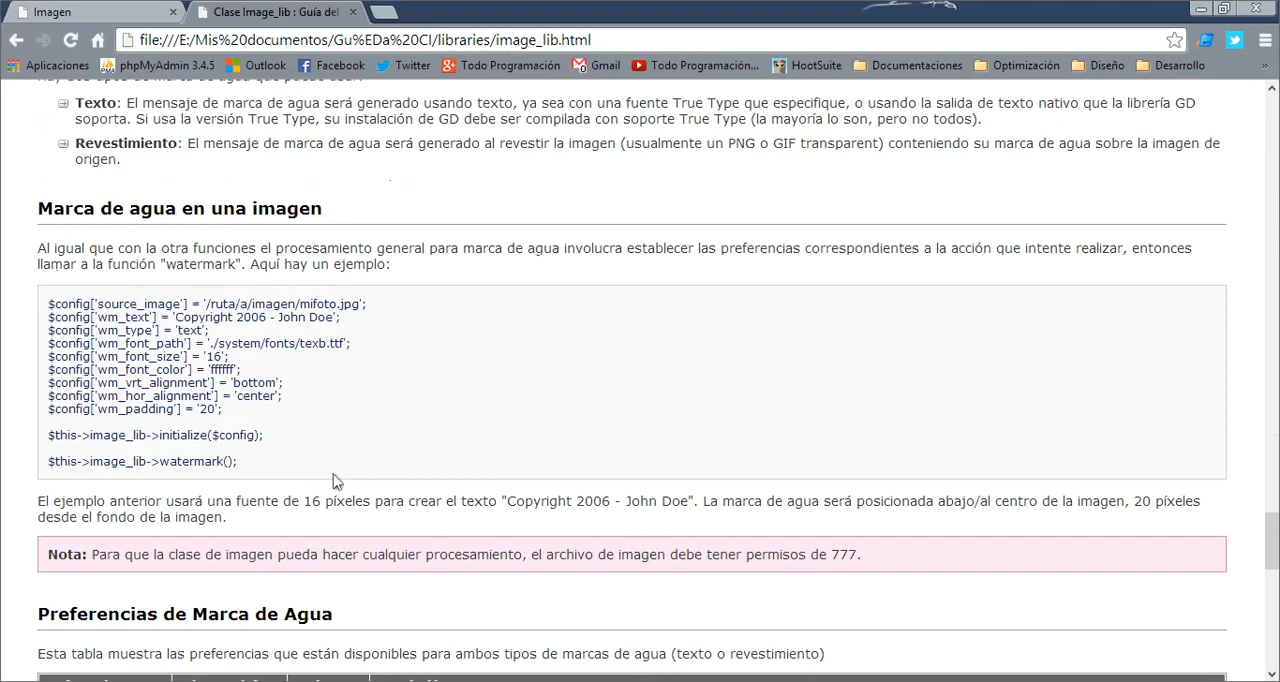 Imagen
Clase Image_lib : Guía del
file:///E:/Mis%20documentos/Gu%EDa%20CI/libraries/image_lib.html
Aplicaciones phpMyAdmin 3.4.5 Outlook Facebook Twitter Todo Programación Gmail Todo Programación... HootSuite Documentaciones Optimización Diseño Desarrollo »
Texto: El mensaje de marca de agua será generado usando texto, ya sea con una fuente True Type que especifique, o usando la salida de texto nativo que la librería GD
soporta. Si usa la versión True Type, su instalación de GD debe ser compilada con soporte True Type (la mayoría lo son, pero no todos).
Revestimiento: El mensaje de marca de agua será generado al revestir la imagen (usualmente un PNG o GIF transparent) conteniendo su marca de agua sobre la imagen de
origen.
Marca de agua en una imagen
Al igual que con la otra funciones el procesamiento general para marca de agua involucra establecer las preferencias correspondientes a la acción que intente realizar, entonces
llamar a la función "watermark". Aquí hay un ejemplo:
$config['source_image'] = '/ruta/a/imagen/mifoto.jpg';
$config['wm_text'] = 'Copyright 2006 - John Doe';
$config['wm_type'] = 'text';
$config['wm_font_path'] = './system/fonts/texb.ttf';
$config['wm_font_size'] = '16';
$config['wm_font_color'] = 'ffffff';
$config['wm_vrt_alignment'] = 'bottom';
$config['wm_hor_alignment'] = 'center';
$config['wm_padding'] = '20';
$this->image_lib->initialize($config);
$this->image_lib->watermark();
El ejemplo anterior usará una fuente de 16 píxeles para crear el texto "Copyright 2006 - John Doe". La marca de agua será posicionada abajo/al centro de la imagen, 20 píxeles
desde el fondo de la imagen.
Nota: Para que la clase de imagen pueda hacer cualquier procesamiento, el archivo de imagen debe tener permisos de 777.
Preferencias de Marca de Agua
Esta tabla muestra las preferencias que están disponibles para ambos tipos de marcas de agua (texto o revestimiento)